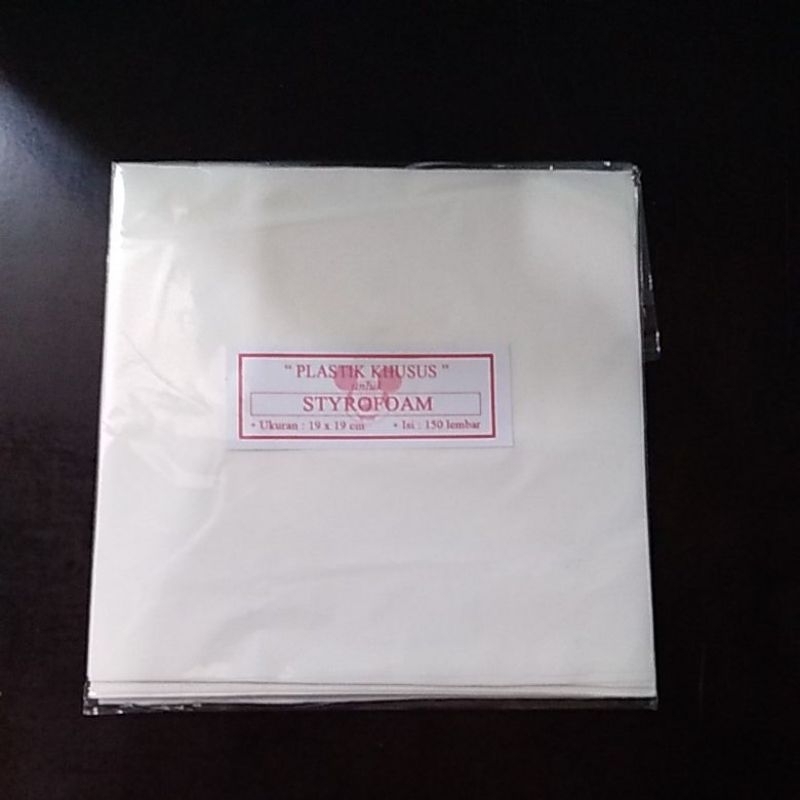 " PLASTIK KHUSUS "
untuk
STYROFOAM
• Ukuran : 19 x 19 cm • Isi : 150 lembar